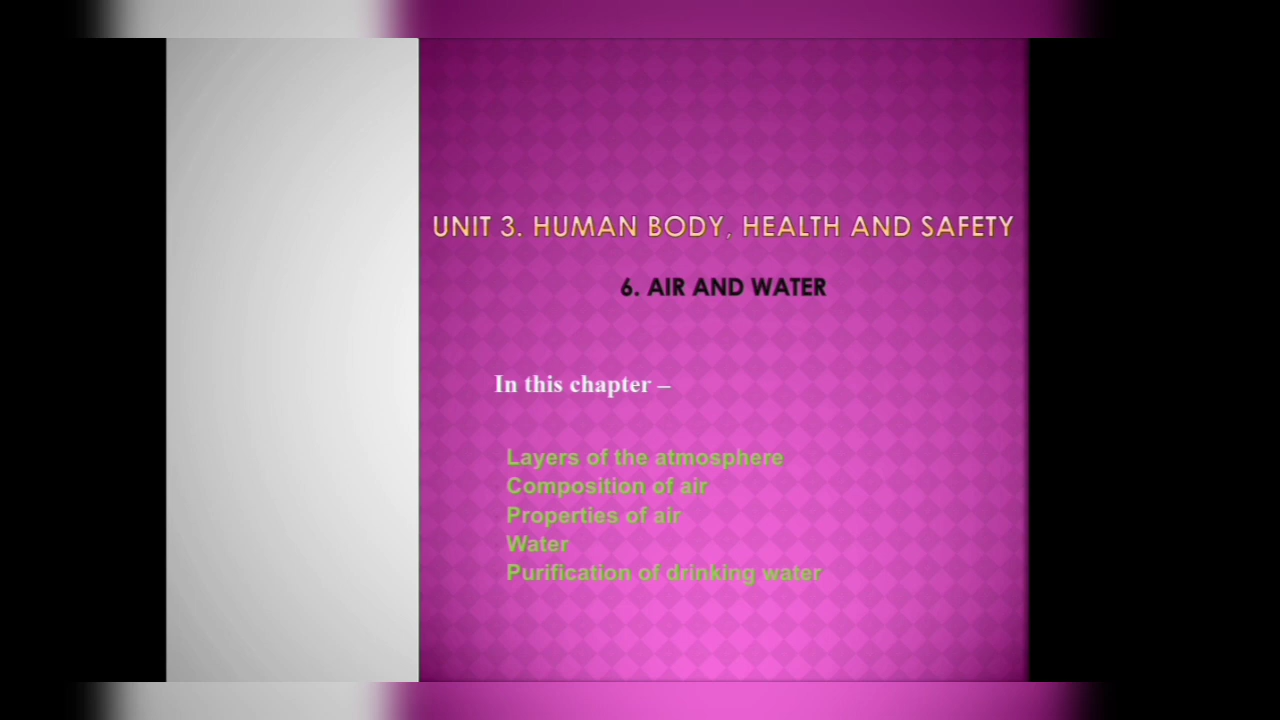 UNIT 3. HUMAN BODY, HEALTH AND SAFETY
6. AIR AND WATER
In this chapter –
Layers of the atmosphere
Composition of air
Properties of air
Water
Purification of drinking water